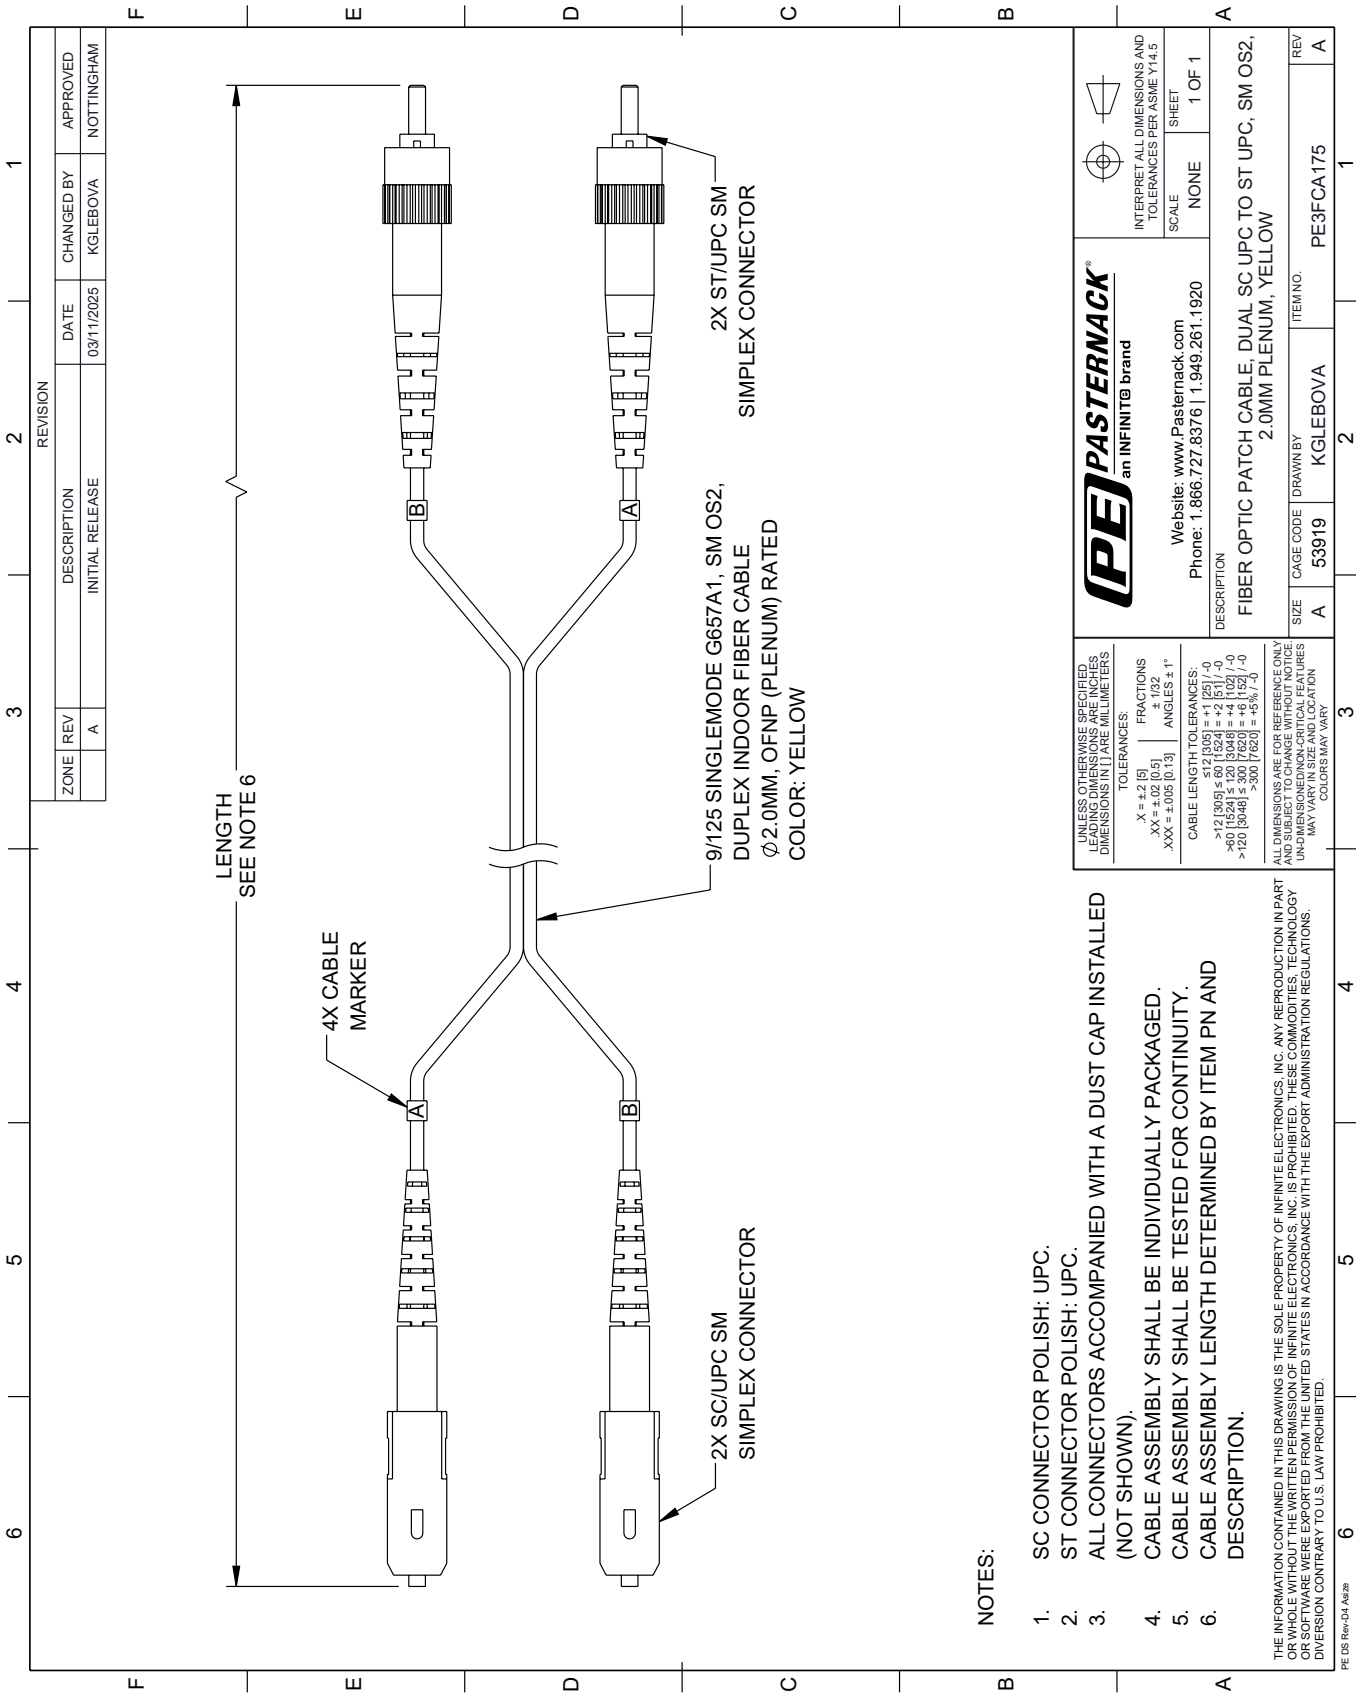 6
5
4
3
2
1
F
E
D
C
B
A
REVISION
ZONE REV DESCRIPTION DATE CHANGED BY APPROVED
A INITIAL RELEASE 03/11/2025 KGLEBOVA NOTTINGHAM
LENGTH
SEE NOTE 6
4X CABLE
MARKER
A
B
B
A
2X SC/UPC SM
SIMPLEX CONNECTOR
9/125 SINGLEMODE G657A1, SM OS2,
DUPLEX INDOOR FIBER CABLE
∅2.0MM, OFNP (PLENUM) RATED
COLOR: YELLOW
2X ST/UPC SM
SIMPLEX CONNECTOR
NOTES:
1. SC CONNECTOR POLISH: UPC.
2. ST CONNECTOR POLISH: UPC.
3. ALL CONNECTORS ACCOMPANIED WITH A DUST CAP INSTALLED
(NOT SHOWN).
4. CABLE ASSEMBLY SHALL BE INDIVIDUALLY PACKAGED.
5. CABLE ASSEMBLY SHALL BE TESTED FOR CONTINUITY.
6. CABLE ASSEMBLY LENGTH DETERMINED BY ITEM PN AND
DESCRIPTION.
THE INFORMATION CONTAINED IN THIS DRAWING IS THE SOLE PROPERTY OF INFINITE ELECTRONICS, INC. ANY REPRODUCTION IN PART
OR WHOLE WITHOUT THE WRITTEN PERMISSION OF INFINITE ELECTRONICS, INC. IS PROHIBITED. THESE COMMODITIES, TECHNOLOGY
OR SOFTWARE WERE EXPORTED FROM THE UNITED STATES IN ACCORDANCE WITH THE EXPORT ADMINISTRATION REGULATIONS.
DIVERSION CONTRARY TO U.S. LAW PROHIBITED.
UNLESS OTHERWISE SPECIFIED
LEADING DIMENSIONS ARE INCHES
DIMENSIONS IN [ ] ARE MILLIMETERS
TOLERANCES:
.X = ±.2 [5] FRACTIONS
.XX = ±.02 [0.5] ± 1/32
.XXX = ±.005 [0.13] ANGLES ± 1°
CABLE LENGTH TOLERANCES:
≤12 [305] = +1 [25] / -0
>12 [305] ≤ 60 [1524] = +2 [51] / -0
>60 [1524] ≤ 120 [3048] = +4 [102] / -0
>120 [3048] ≤ 300 [7620] = +6 [152] / -0
>300 [7620] = +5% / -0
ALL DIMENSIONS ARE FOR REFERENCE ONLY
AND SUBJECT TO CHANGE WITHOUT NOTICE.
UN-DIMENSIONED/NON-CRITICAL FEATURES
MAY VARY IN SIZE AND LOCATION
COLORS MAY VARY
PE PASTERNACK®
an INFINIT@ brand
Website: www.Pasternack.com
Phone: 1.866.727.8376 | 1.949.261.1920
INTERPRET ALL DIMENSIONS AND
TOLERANCES PER ASME Y14.5
SCALE SHEET
NONE 1 OF 1
DESCRIPTION
FIBER OPTIC PATCH CABLE, DUAL SC UPC TO ST UPC, SM OS2,
2.0MM PLENUM, YELLOW
SIZE CAGE CODE DRAWN BY ITEM NO. REV
A 53919 KGLEBOVA PE3FCA175 A
F
E
D
C
B
A
6
5
4
3
2
1
PE DS Rev-D4 Asize